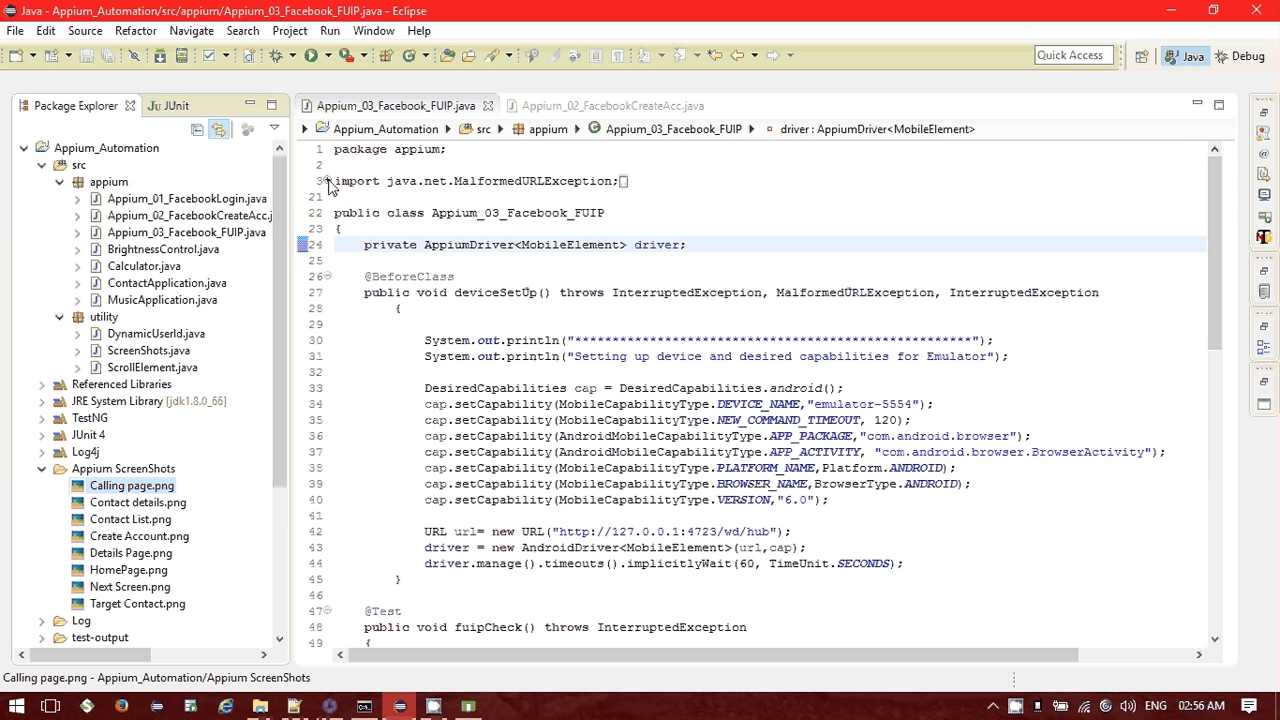 Java - Appium_Automation/src/appium/Appium_03_Facebook_FUIP.java - Eclipse
File Edit Source Refactor Navigate Search Project Run Window Help
Quick Access
Java
Debug
Package Explorer
JUnit
Appium_03_Facebook_FUIP.java
Appium_02_FacebookCreateAcc.java
Appium_Automation
src
appium
Appium_03_Facebook_FUIP
driver : AppiumDriver<MobileElement>
Appium_Automation
src
appium
Appium_01_FacebookLogin.java
Appium_02_FacebookCreateAcc.j
Appium_03_Facebook_FUIP.java
BrightnessControl.java
Calculator.java
ContactApplication.java
MusicApplication.java
utility
DynamicUserId.java
ScreenShots.java
ScrollElement.java
Referenced Libraries
JRE System Library [jdk1.8.0_66]
TestNG
JUnit 4
Log4j
Appium ScreenShots
Calling page.png
Contact details.png
Contact List.png
Create Account.png
Details Page.png
HomePage.png
Next Screen.png
Target Contact.png
Log
test-output
1 package appium;
2
3 import java.net.MalformedURLException;
21
22 public class Appium_03_Facebook_FUIP
23 {
24 private AppiumDriver<MobileElement> driver;
25
26 @BeforeClass
27 public void deviceSetUp() throws InterruptedException, MalformedURLException, InterruptedException
28 {
29
30 System.out.println("*****************************************************");
31 System.out.println("Setting up device and desired capabilities for Emulator");
32
33 DesiredCapabilities cap = DesiredCapabilities.android();
34 cap.setCapability(MobileCapabilityType.DEVICE_NAME,"emulator-5554");
35 cap.setCapability(MobileCapabilityType.NEW_COMMAND_TIMEOUT, 120);
36 cap.setCapability(AndroidMobileCapabilityType.APP_PACKAGE,"com.android.browser");
37 cap.setCapability(AndroidMobileCapabilityType.APP_ACTIVITY, "com.android.browser.BrowserActivity");
38 cap.setCapability(MobileCapabilityType.PLATFORM_NAME,Platform.ANDROID);
39 cap.setCapability(MobileCapabilityType.BROWSER_NAME,BrowserType.ANDROID);
40 cap.setCapability(MobileCapabilityType.VERSION,"6.0");
41
42 URL url= new URL("http://127.0.0.1:4723/wd/hub");
43 driver = new AndroidDriver<MobileElement>(url,cap);
44 driver.manage().timeouts().implicitlyWait(60, TimeUnit.SECONDS);
45 }
46
47 @Test
48 public void fuipCheck() throws InterruptedException
49 {
Calling page.png - Appium_Automation/Appium ScreenShots
ENG 02:56 AM